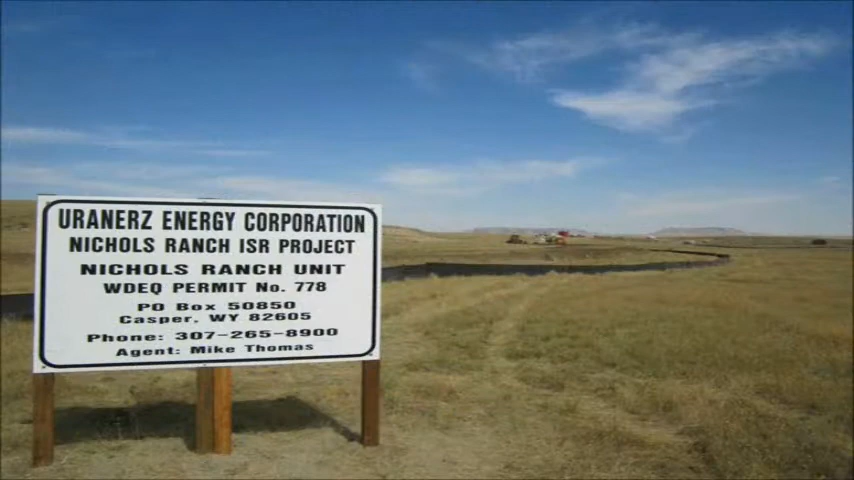 URANERZ ENERGY CORPORATION
NICHOLS RANCH ISR PROJECT
NICHOLS RANCH UNIT
WDEQ PERMIT No. 778
PO Box 50850
Casper, WY 82605
Phone: 307-265-8900
Agent: Mike Thomas